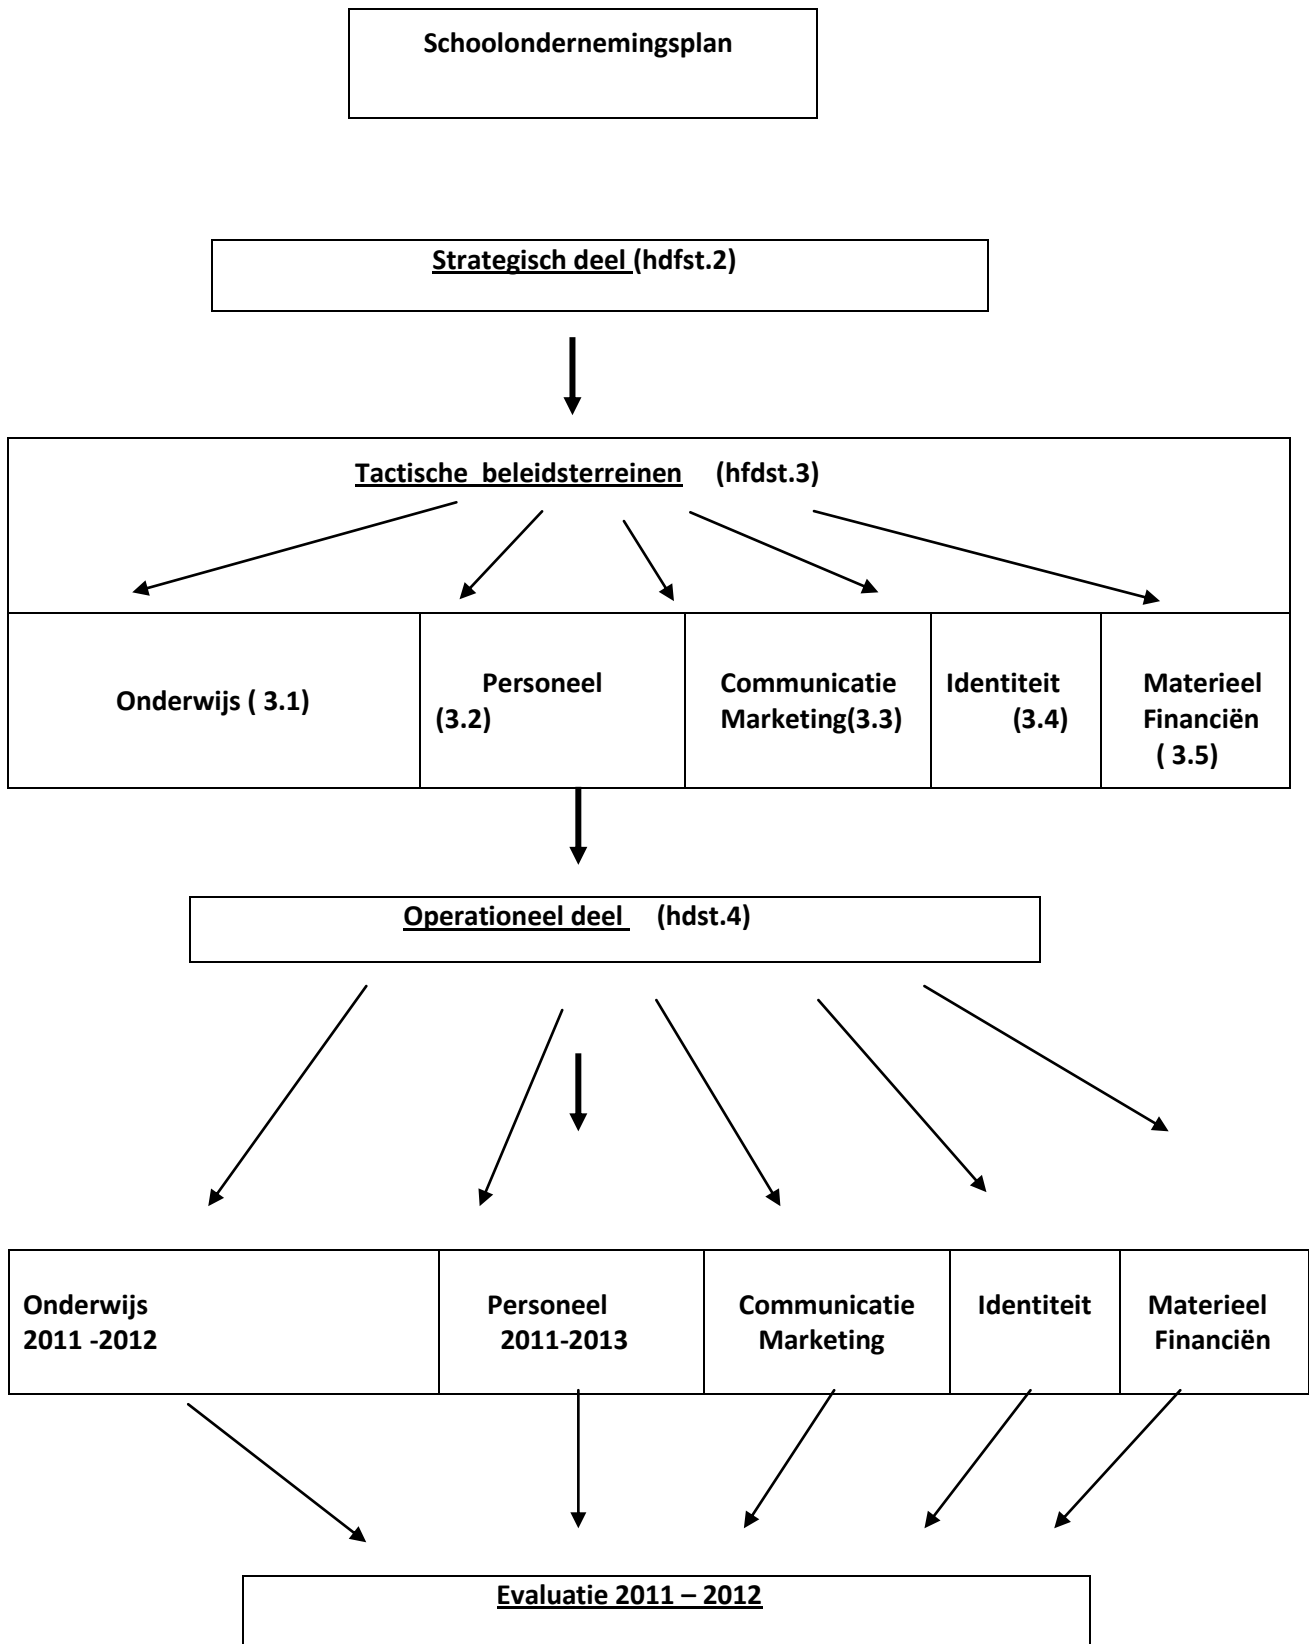 Schoolondernemingsplan
Strategisch deel (hdfst.2)
Tactische beleidsterreinen (hfdst.3)
Onderwijs ( 3.1)
Personeel
(3.2)
Communicatie
Marketing(3.3)
Identiteit
(3.4)
Materieel
Financiën
( 3.5)
Operationeel deel (hdst.4)
Onderwijs
2011 -2012
Personeel
2011-2013
Communicatie
Marketing
Identiteit
Materieel
Financiën
Evaluatie 2011 – 2012